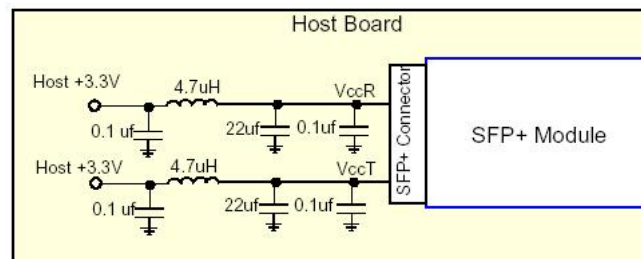 Host Board
Host +3.3V
4.7uH
VccR
0.1 uf
22uf
0.1uf
SFP+ Connector
SFP+ Module
Host +3.3V
4.7uH
VccT
0.1 uf
22uf
0.1uf